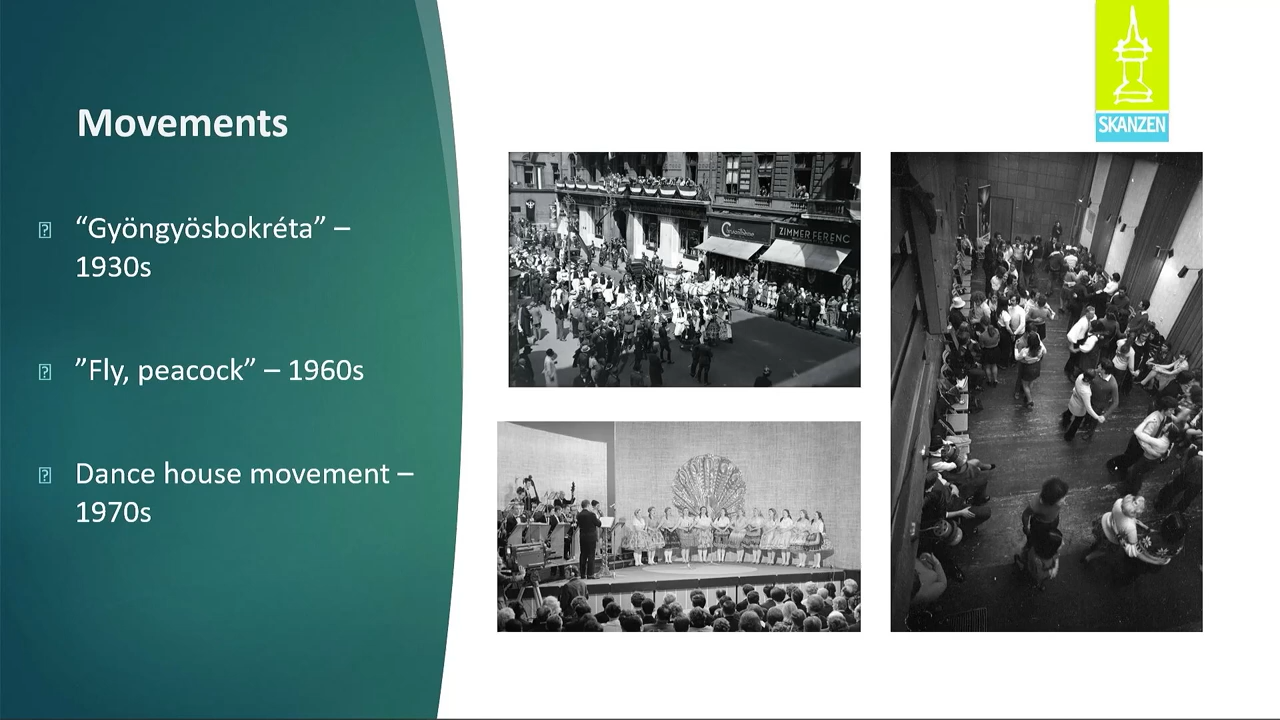 Movements
“Gyöngyösbokréta” –
1930s
”Fly, peacock” – 1960s
Dance house movement –
1970s
SKANZEN
ZIMMER FERENC